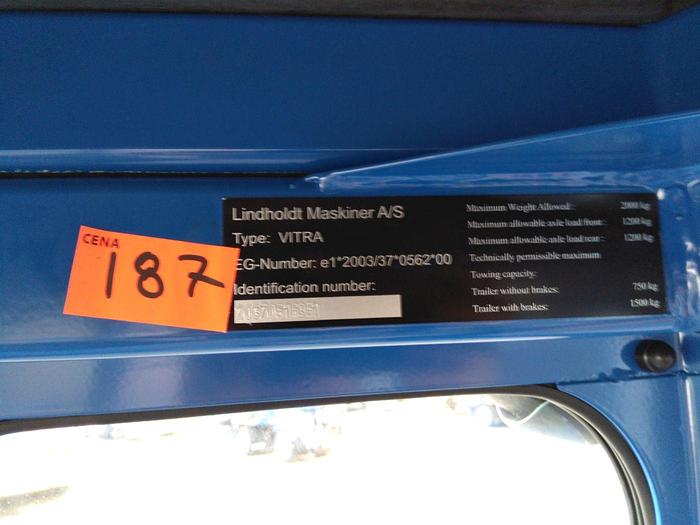 CENA
187
Lindholdt Maskiner A/S
Type: VITRA
EG-Number: e1*2003/37*0562*00
Identification number:
Maximum Weight Allowed: 2000 kg
Maximum allowable axle load/front: 1200 kg
Maximum allowable axle load/rear: 1200 kg
Technically permissible maximum
Towing capacity:
Trailer without brakes: 750 kg
Trailer with brakes: 1500 kg